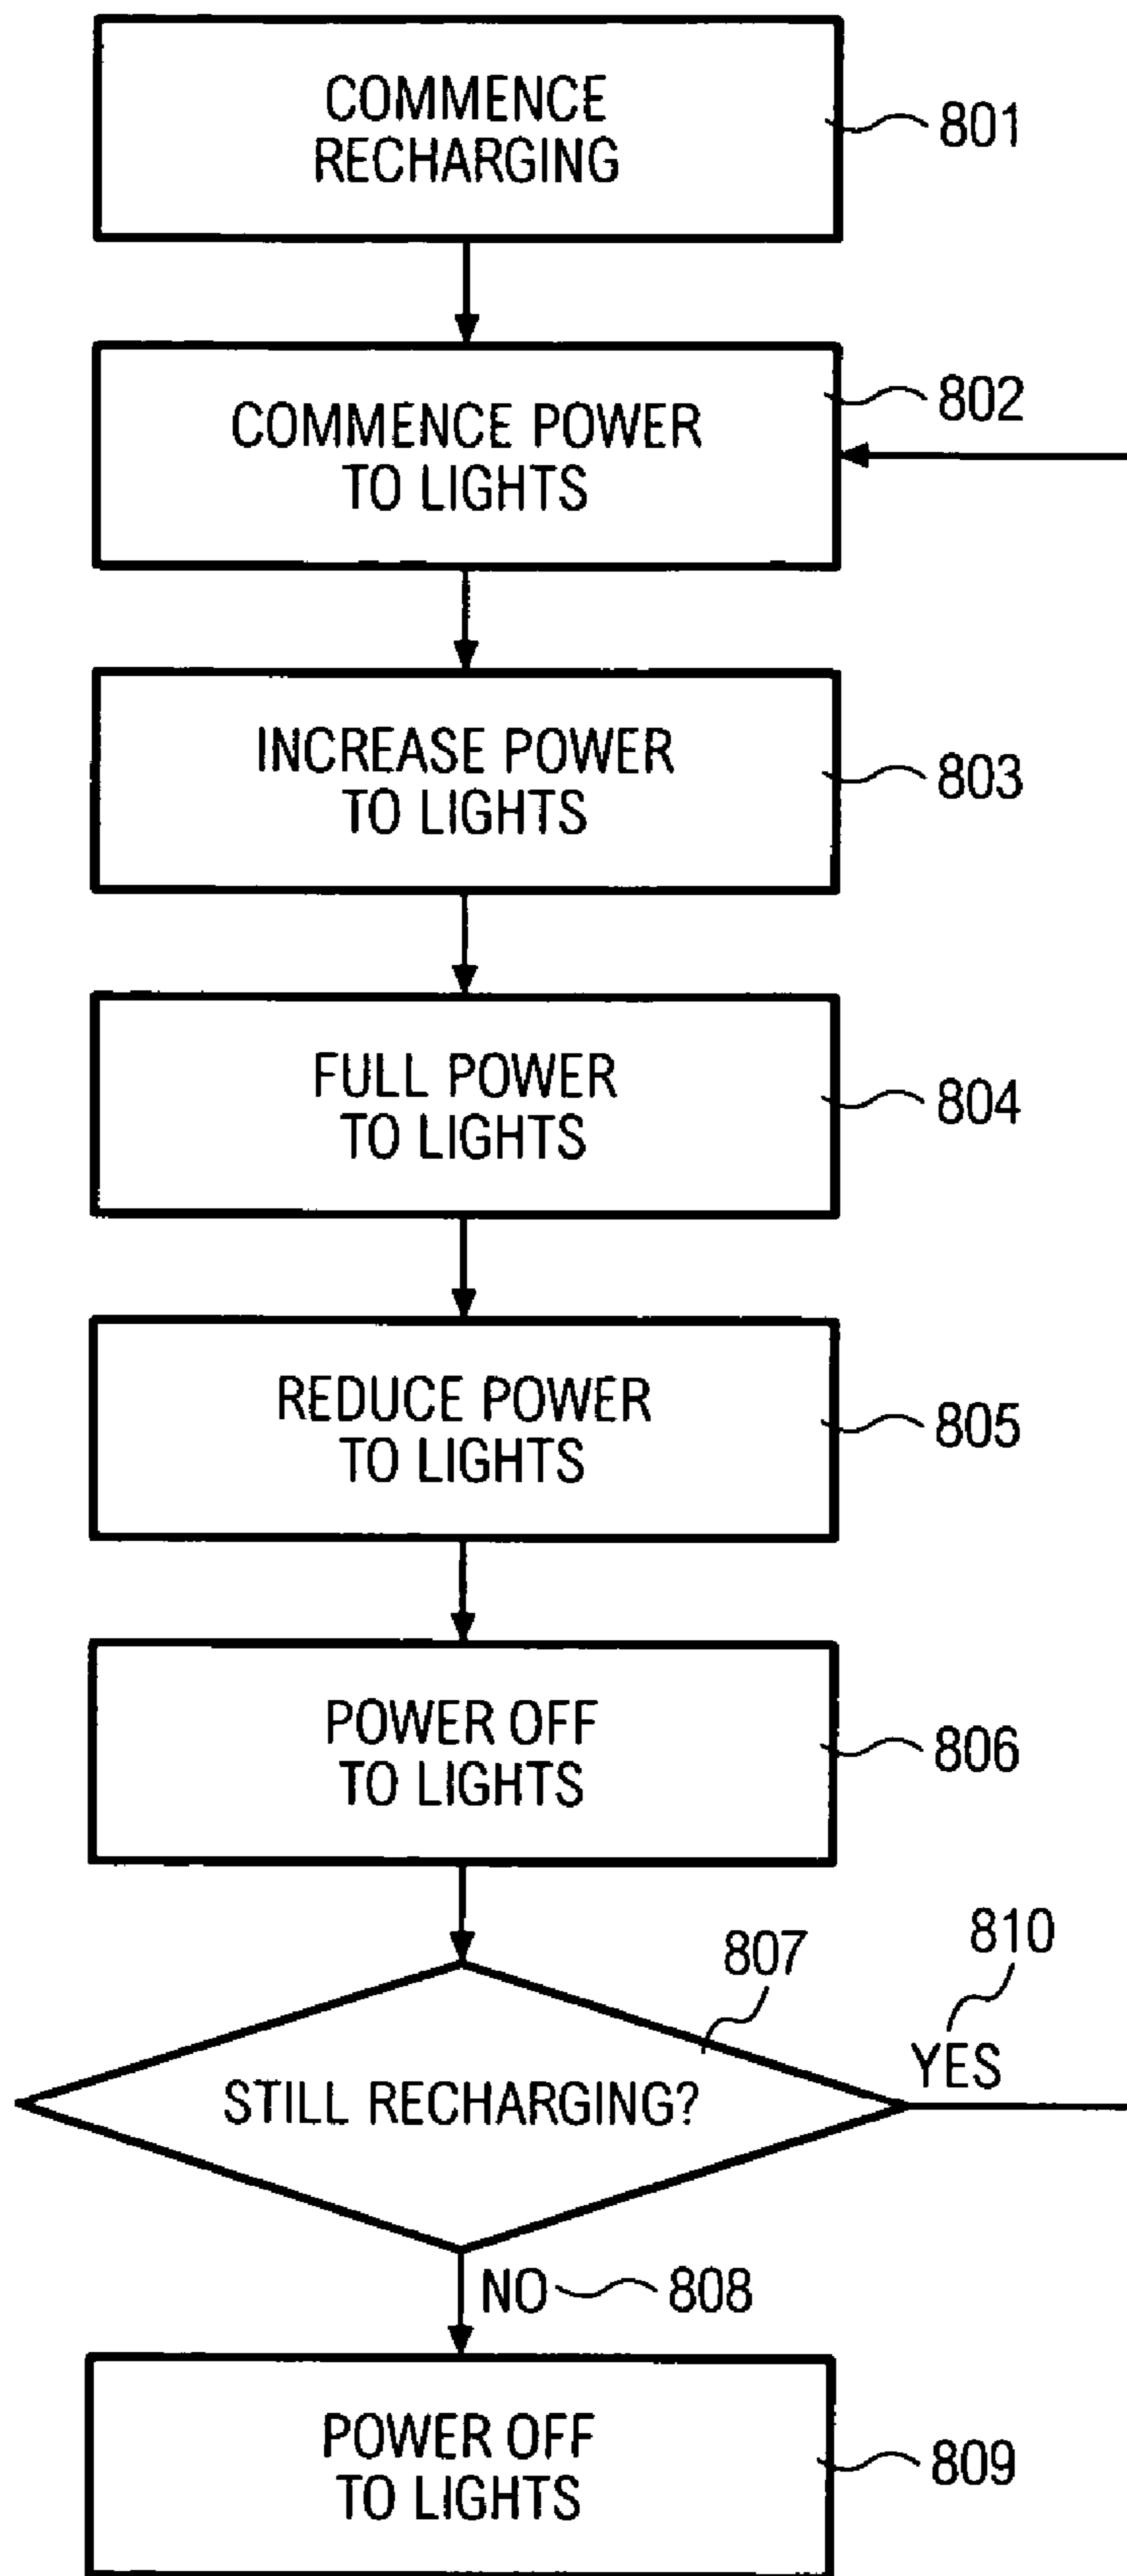 COMMENCE
RECHARGING
801
COMMENCE POWER
TO LIGHTS
802
INCREASE POWER
TO LIGHTS
803
FULL POWER
TO LIGHTS
804
REDUCE POWER
TO LIGHTS
805
POWER OFF
TO LIGHTS
806
807
810
YES
STILL RECHARGING?
NO 808
POWER OFF
TO LIGHTS
809